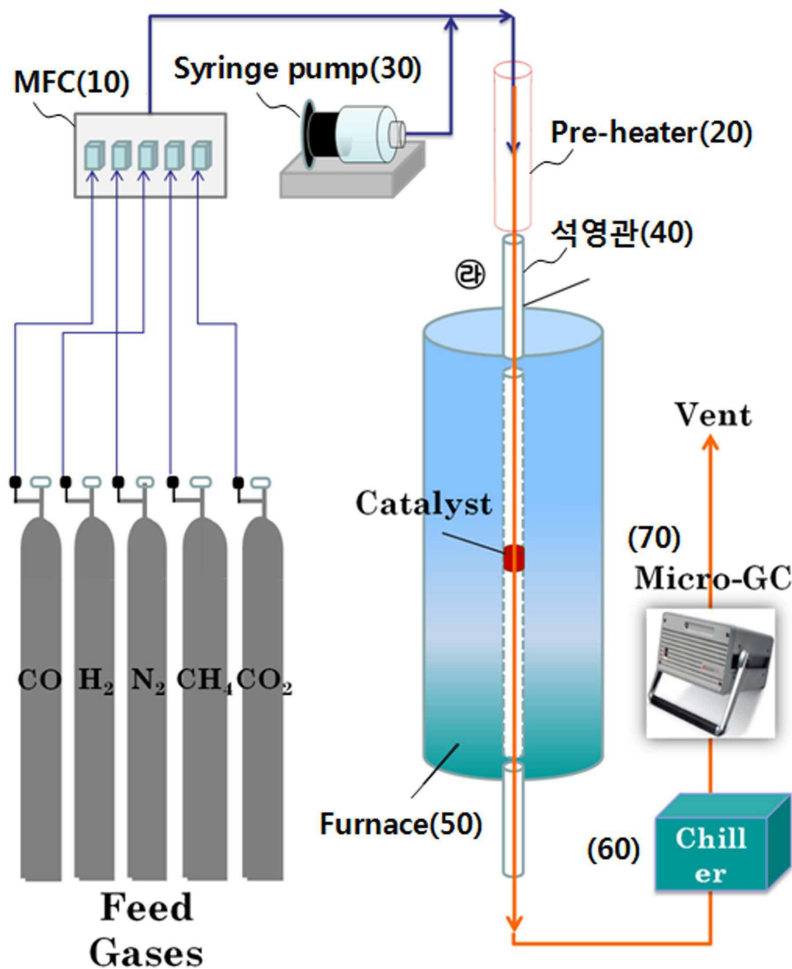 MFC(10)
Syringe pump(30)
Pre-heater(20)
석영관(40)
㉣
Vent
Catalyst
(70)
Micro-GC
CO
H₂
N₂
CH₄
CO₂
Furnace(50)
(60)
Chill
er
Feed
Gases